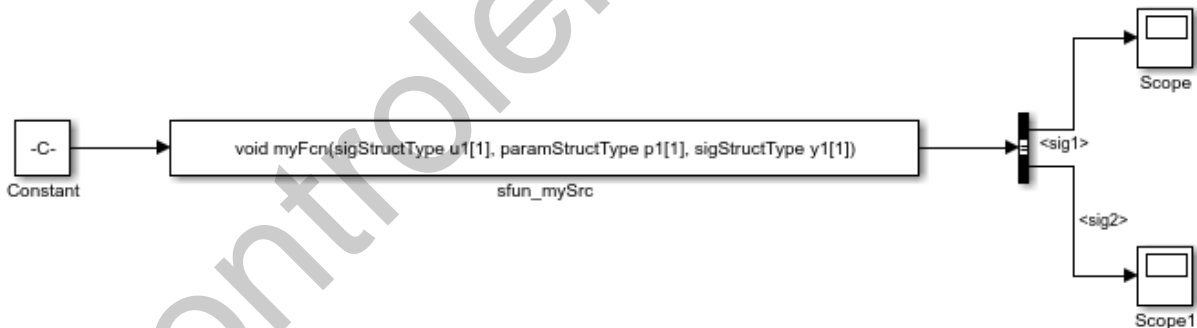 Scope
-C-
void myFcn(sigStructType u1[1], paramStructType p1[1], sigStructType y1[1])
<sig1>
Constant
sfun_mySrc
<sig2>
Scope1